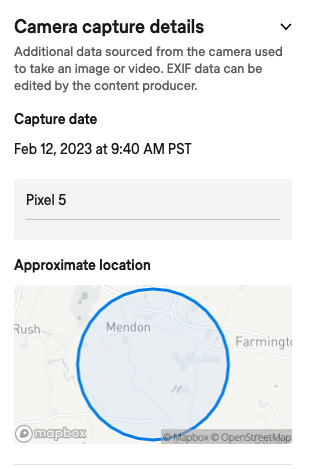 Camera capture details
Additional data sourced from the camera used
to take an image or video. EXIF data can be
edited by the content producer.
Capture date
Feb 12, 2023 at 9:40 AM PST
Pixel 5
Approximate location
Rush
Mendon
Farmingto
mapbox
© Mapbox © OpenStreetMap